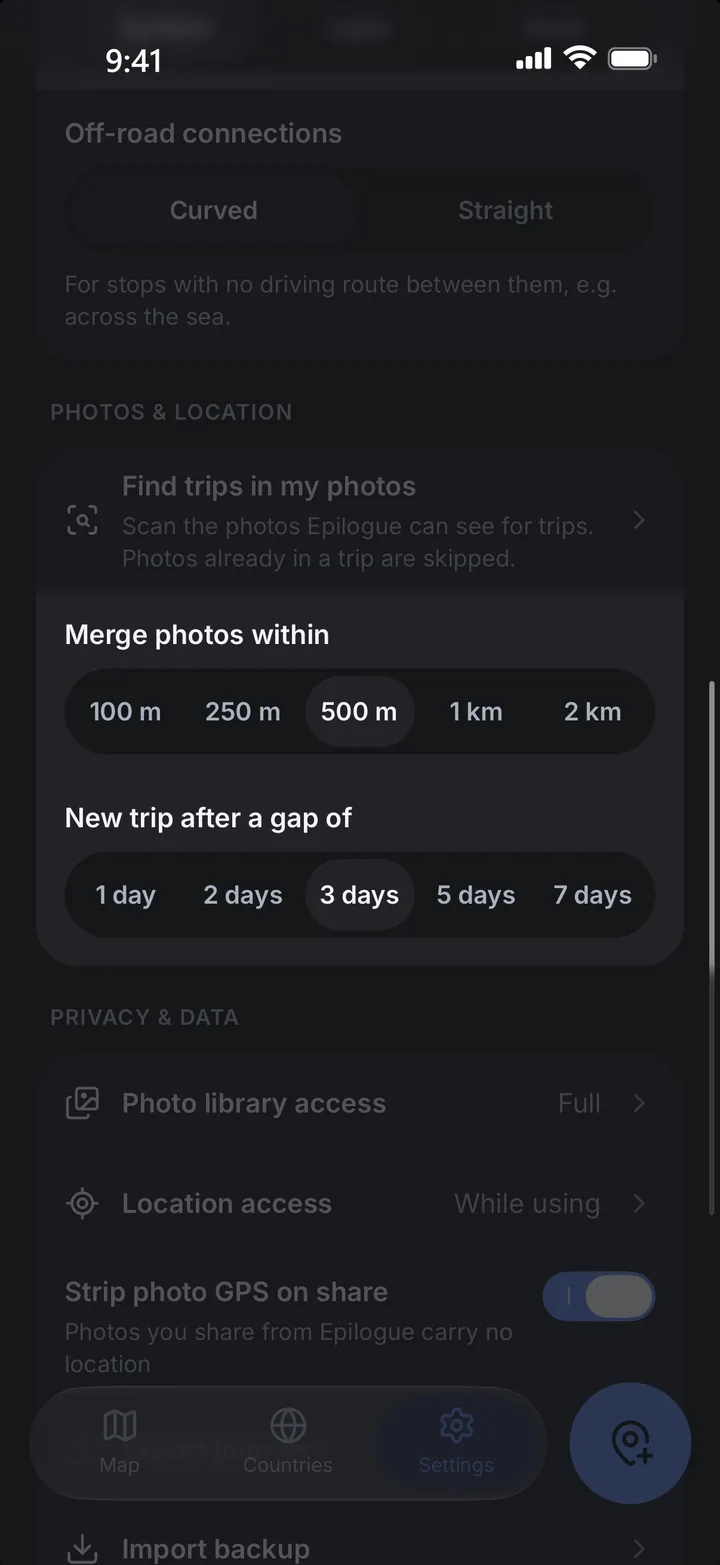 9:41
Off-road connections
Curved
Straight
For stops with no driving route between them, e.g.
across the sea.
PHOTOS & LOCATION
Find trips in my photos
Scan the photos Epilogue can see for trips.
Photos already in a trip are skipped.
Merge photos within
100 m
250 m
500 m
1 km
2 km
New trip after a gap of
1 day
2 days
3 days
5 days
7 days
PRIVACY & DATA
Photo library access
Full
Location access
While using
Strip photo GPS on share
Photos you share from Epilogue carry no
location
Map
Countries
Settings
Import backup